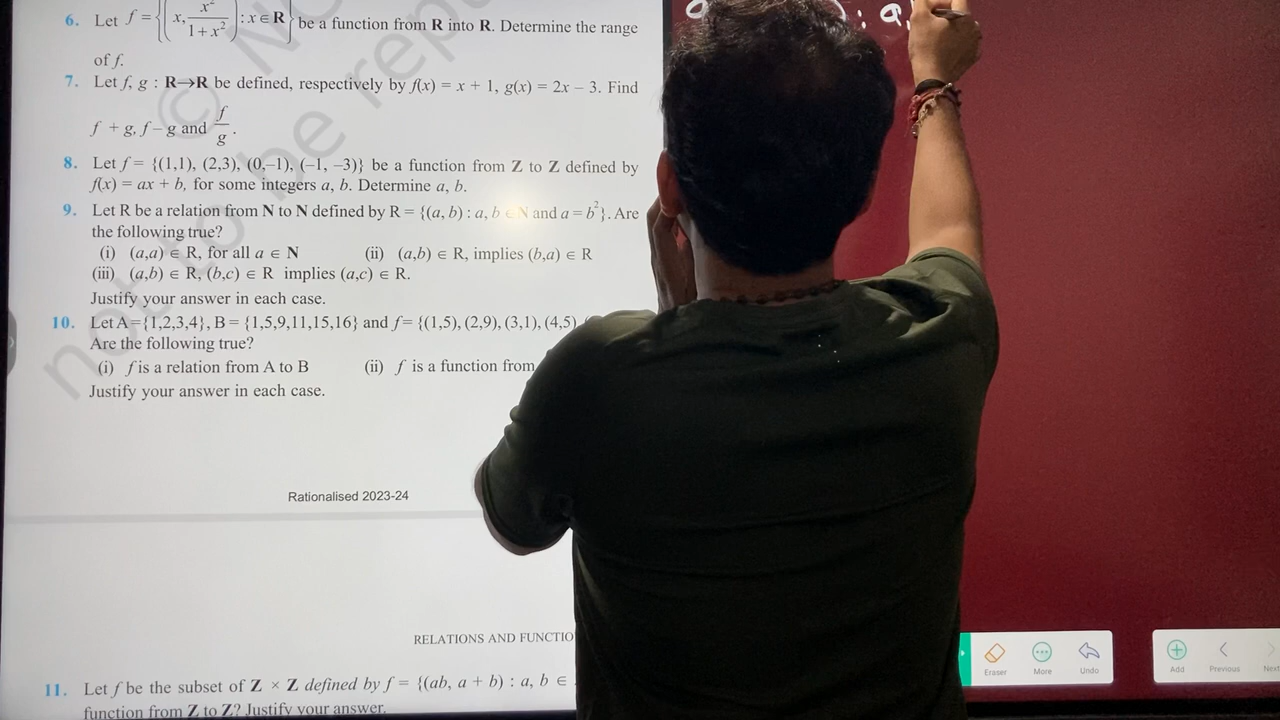 6. Let f = {(x, x²/(1+x²)) : x ∈ R} be a function from R into R. Determine the range
of f.
7. Let f, g : R→R be defined, respectively by f(x) = x + 1, g(x) = 2x – 3. Find
f + g, f – g and f/g.
8. Let f = {(1,1), (2,3), (0,–1), (–1, –3)} be a function from Z to Z defined by
f(x) = ax + b, for some integers a, b. Determine a, b.
9. Let R be a relation from N to N defined by R = {(a, b) : a, b ∈ N and a = b²}. Are
the following true?
(i) (a,a) ∈ R, for all a ∈ N (ii) (a,b) ∈ R, implies (b,a) ∈ R
(iii) (a,b) ∈ R, (b,c) ∈ R implies (a,c) ∈ R.
Justify your answer in each case.
10. Let A = {1,2,3,4}, B = {1,5,9,11,15,16} and f = {(1,5), (2,9), (3,1), (4,5)
Are the following true?
(i) f is a relation from A to B (ii) f is a function from
Justify your answer in each case.
Rationalised 2023-24
RELATIONS AND FUNCTIO
11. Let f be the subset of Z × Z defined by f = {(ab, a + b) : a, b ∈
function from Z to Z? Justify your answer.
not to be repu
: a,
Eraser More Undo Add Previous Next